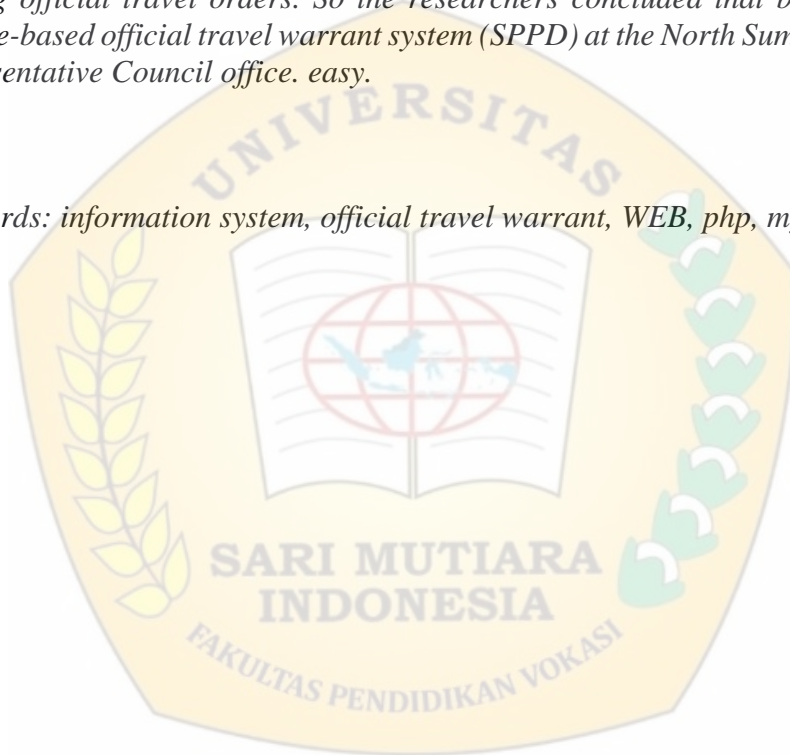 g official travel orders. So the researchers concluded that b
e-based official travel warrant system (SPPD) at the North Sum
sentative Council office. easy.
rds: information system, official travel warrant, WEB, php, m
UNIVERSITAS
SARI MUTIARA
INDONESIA
FAKULTAS PENDIDIKAN VOKASI